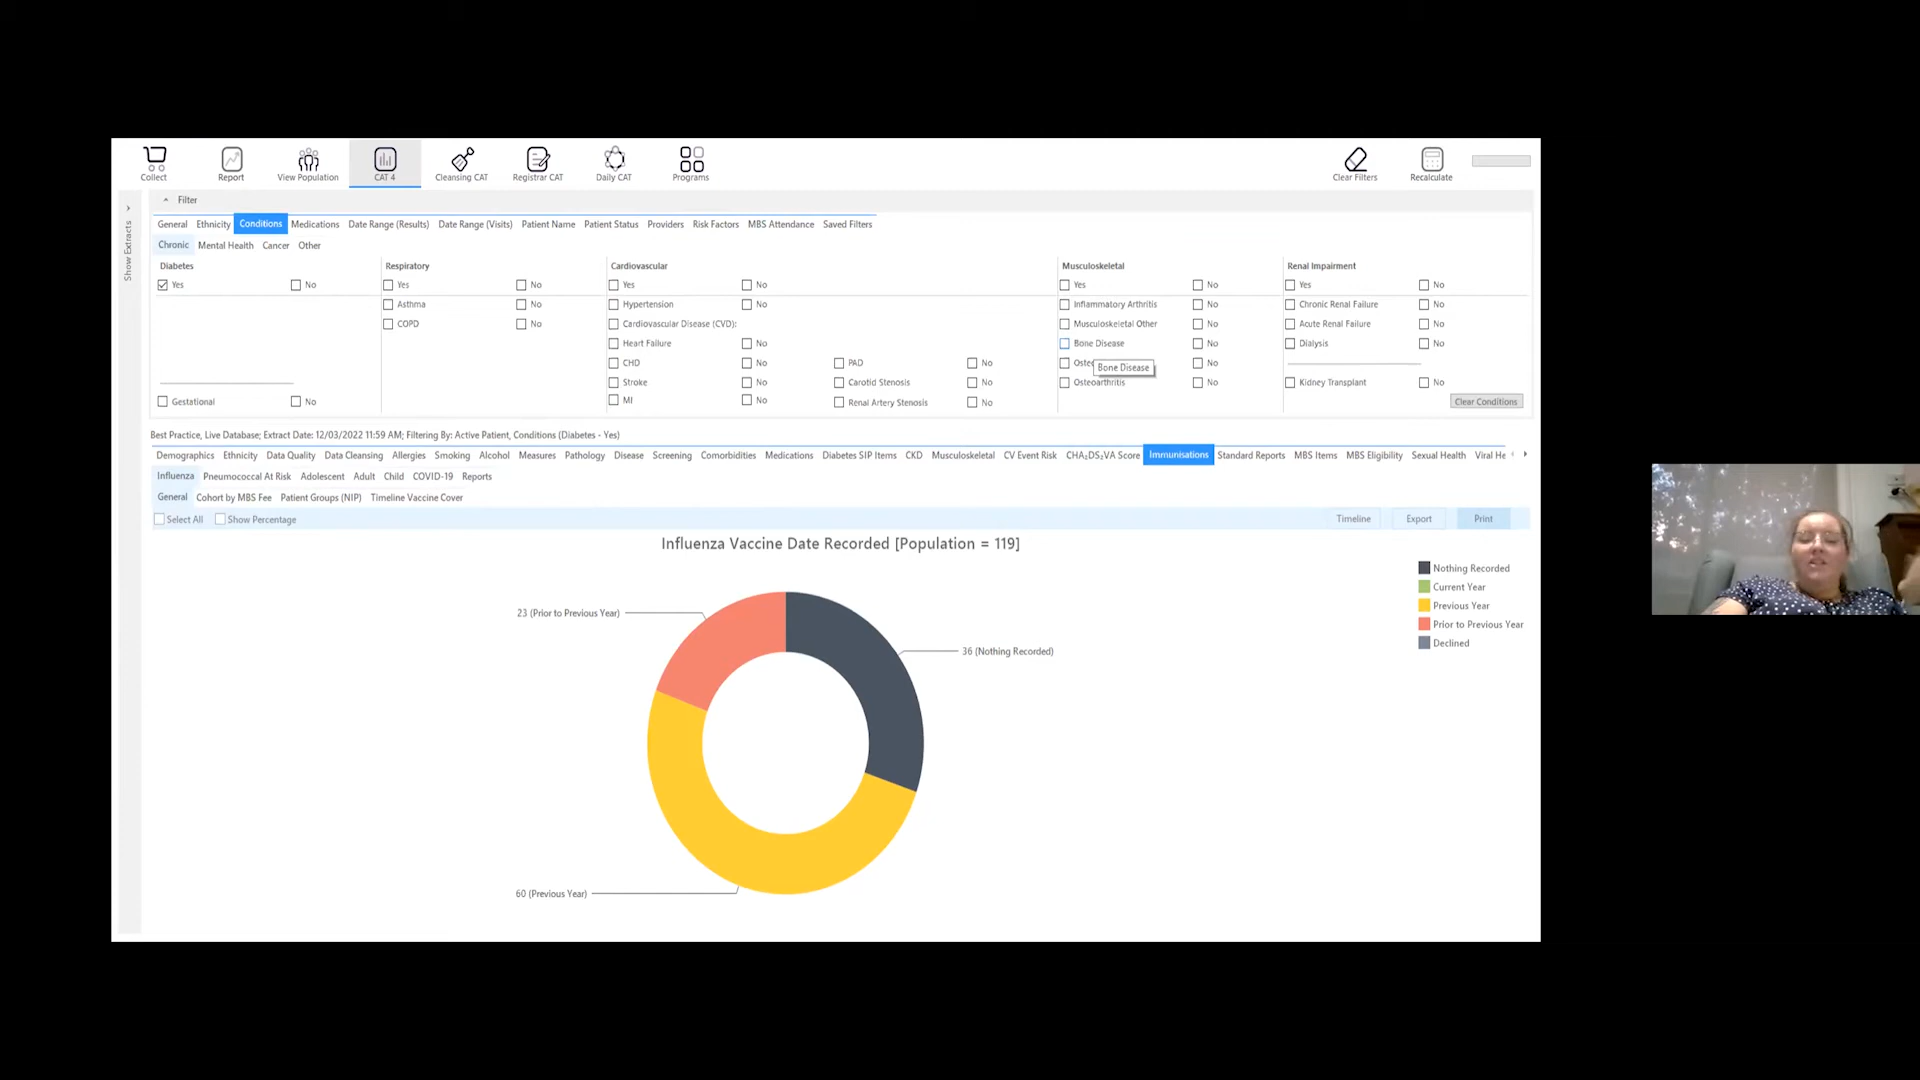 Collect Report View Population CAT 4 Cleansing CAT Registrar CAT Daily CAT Programs Clear Filters Recalculate
Show Extracts
Filter
General Ethnicity Conditions Medications Date Range (Results) Date Range (Visits) Patient Name Patient Status Providers Risk Factors MBS Attendance Saved Filters
Chronic Mental Health Cancer Other
Diabetes Respiratory Cardiovascular Musculoskeletal Renal Impairment
Yes No Yes No Yes No Yes No Yes No
Asthma No Hypertension No Inflammatory Arthritis No Chronic Renal Failure No
COPD No Cardiovascular Disease (CVD): Musculoskeletal Other No Acute Renal Failure No
Heart Failure No Bone Disease No Dialysis No
CHD No PAD No Oste Bone Disease No
Stroke No Carotid Stenosis No Osteoarthritis No Kidney Transplant No
Gestational No MI No Renal Artery Stenosis No Clear Conditions
Best Practice, Live Database; Extract Date: 12/03/2022 11:59 AM; Filtering By: Active Patient, Conditions (Diabetes - Yes)
Demographics Ethnicity Data Quality Data Cleansing Allergies Smoking Alcohol Measures Pathology Disease Screening Comorbidities Medications Diabetes SIP Items CKD Musculoskeletal CV Event Risk CHA₂DS₂VA Score Immunisations Standard Reports MBS Items MBS Eligibility Sexual Health Viral He
Influenza Pneumococcal At Risk Adolescent Adult Child COVID-19 Reports
General Cohort by MBS Fee Patient Groups (NIP) Timeline Vaccine Cover
Select All Show Percentage Timeline Export Print
Influenza Vaccine Date Recorded [Population = 119]
Nothing Recorded
Current Year
Previous Year
Prior to Previous Year
Declined
23 (Prior to Previous Year)
36 (Nothing Recorded)
60 (Previous Year)